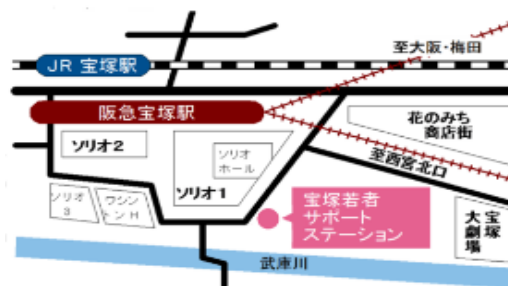 至大阪・梅田
JR 宝塚駅
阪急宝塚駅
花のみち
商店街
ソリオ2
ソリオ
ホール
至西宮北口
ソリオ1
ソリオ
3
ワシン
トンH
宝塚若者
サポート
ステーション
宝塚
大劇場
武庫川